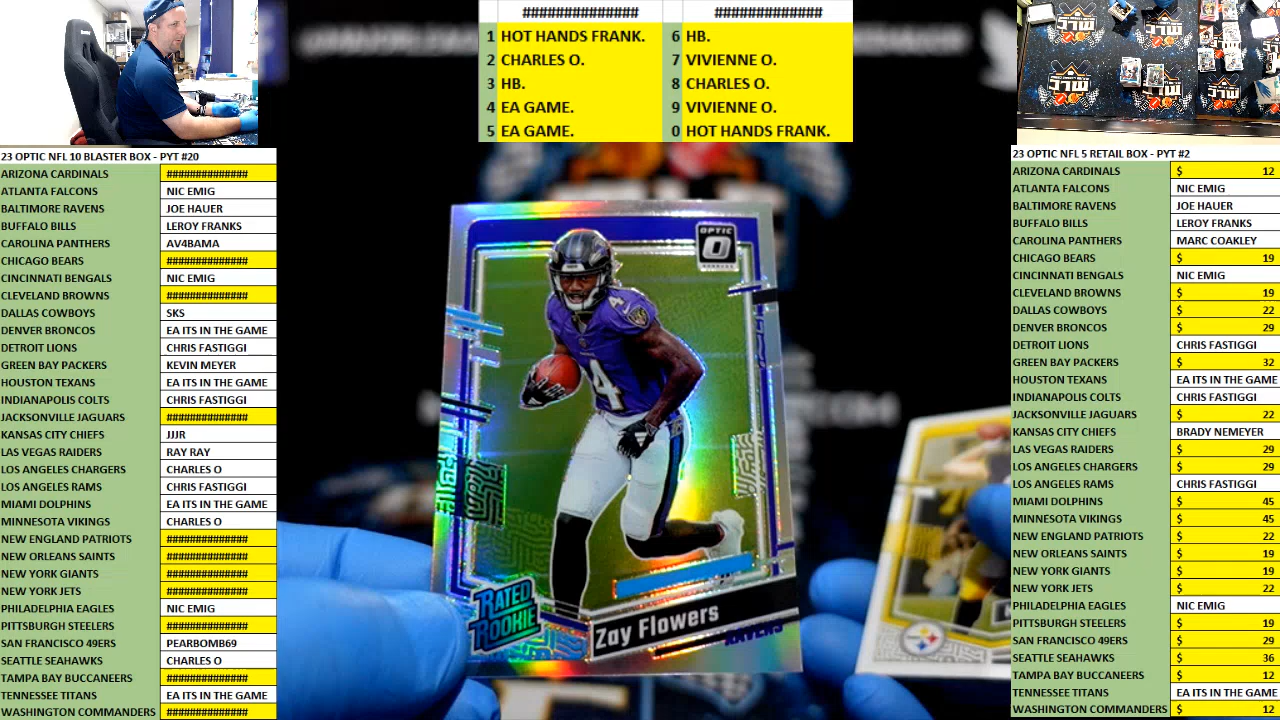 ############## #############
1 HOT HANDS FRANK. 6 HB.
2 CHARLES O. 7 VIVIENNE O.
3 HB. 8 CHARLES O.
4 EA GAME. 9 VIVIENNE O.
5 EA GAME. 0 HOT HANDS FRANK.
23 OPTIC NFL 10 BLASTER BOX - PYT #20
ARIZONA CARDINALS ##############
ATLANTA FALCONS NIC EMIG
BALTIMORE RAVENS JOE HAUER
BUFFALO BILLS LEROY FRANKS
CAROLINA PANTHERS AV4BAMA
CHICAGO BEARS ##############
CINCINNATI BENGALS NIC EMIG
CLEVELAND BROWNS ##############
DALLAS COWBOYS SKS
DENVER BRONCOS EA ITS IN THE GAME
DETROIT LIONS CHRIS FASTIGGI
GREEN BAY PACKERS KEVIN MEYER
HOUSTON TEXANS EA ITS IN THE GAME
INDIANAPOLIS COLTS CHRIS FASTIGGI
JACKSONVILLE JAGUARS ##############
KANSAS CITY CHIEFS JJJR
LAS VEGAS RAIDERS RAY RAY
LOS ANGELES CHARGERS CHARLES O
LOS ANGELES RAMS CHRIS FASTIGGI
MIAMI DOLPHINS EA ITS IN THE GAME
MINNESOTA VIKINGS CHARLES O
NEW ENGLAND PATRIOTS ##############
NEW ORLEANS SAINTS ##############
NEW YORK GIANTS ##############
NEW YORK JETS ##############
PHILADELPHIA EAGLES NIC EMIG
PITTSBURGH STEELERS ##############
SAN FRANCISCO 49ERS PEARBOMB69
SEATTLE SEAHAWKS CHARLES O
TAMPA BAY BUCCANEERS ##############
TENNESSEE TITANS EA ITS IN THE GAME
WASHINGTON COMMANDERS ##############
OPTIC
4
4
RATED
ROOKIE
Zay Flowers
RAVENS
23 OPTIC NFL 5 RETAIL BOX - PYT #2
ARIZONA CARDINALS $ 12
ATLANTA FALCONS NIC EMIG
BALTIMORE RAVENS JOE HAUER
BUFFALO BILLS LEROY FRANKS
CAROLINA PANTHERS MARC COAKLEY
CHICAGO BEARS $ 19
CINCINNATI BENGALS NIC EMIG
CLEVELAND BROWNS $ 19
DALLAS COWBOYS $ 22
DENVER BRONCOS $ 29
DETROIT LIONS CHRIS FASTIGGI
GREEN BAY PACKERS $ 32
HOUSTON TEXANS EA ITS IN THE GAME
INDIANAPOLIS COLTS CHRIS FASTIGGI
JACKSONVILLE JAGUARS $ 22
KANSAS CITY CHIEFS BRADY NEMEYER
LAS VEGAS RAIDERS $ 29
LOS ANGELES CHARGERS $ 29
LOS ANGELES RAMS CHRIS FASTIGGI
MIAMI DOLPHINS $ 45
MINNESOTA VIKINGS $ 45
NEW ENGLAND PATRIOTS $ 22
NEW ORLEANS SAINTS $ 19
NEW YORK GIANTS $ 19
NEW YORK JETS $ 22
PHILADELPHIA EAGLES NIC EMIG
PITTSBURGH STEELERS $ 19
SAN FRANCISCO 49ERS $ 29
SEATTLE SEAHAWKS $ 36
TAMPA BAY BUCCANEERS $ 12
TENNESSEE TITANS EA ITS IN THE GAME
WASHINGTON COMMANDERS $ 12